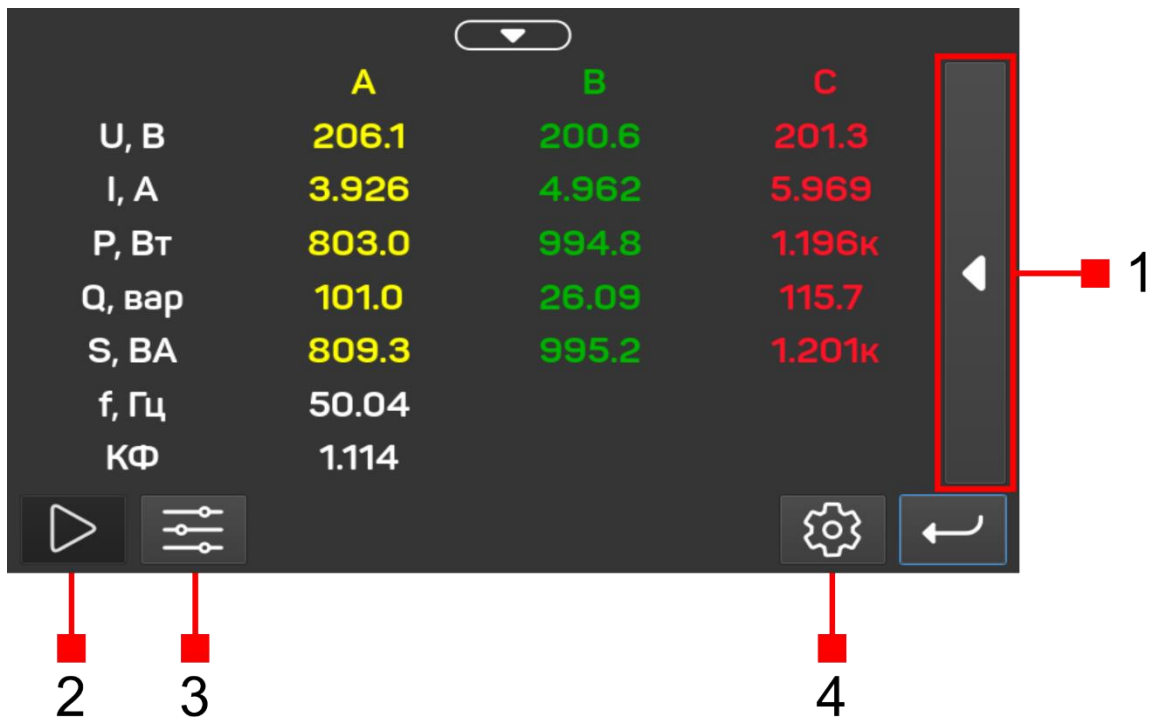 A B C
U, В 206.1 200.6 201.3
I, А 3.926 4.962 5.969
P, Вт 803.0 994.8 1.196к
Q, вар 101.0 26.09 115.7
S, ВА 809.3 995.2 1.201к
f, Гц 50.04
КФ 1.114
1
2 3 4